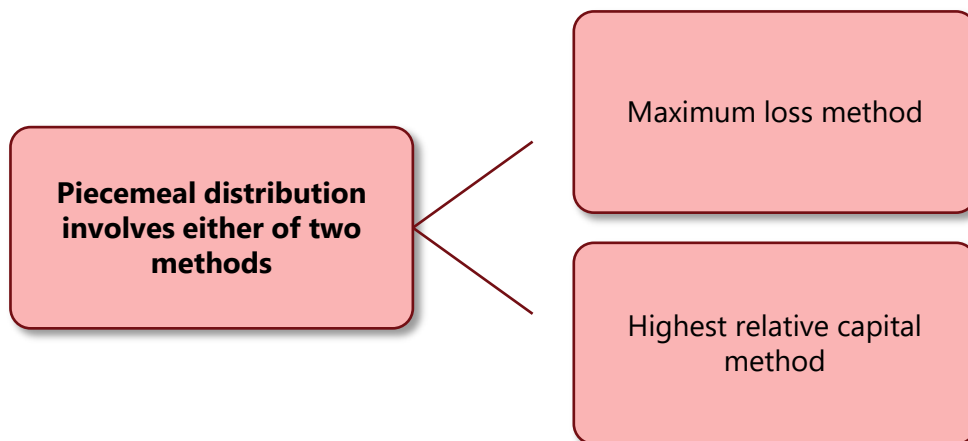 Piecemeal distribution
involves either of two
methods
Maximum loss method
Highest relative capital
method